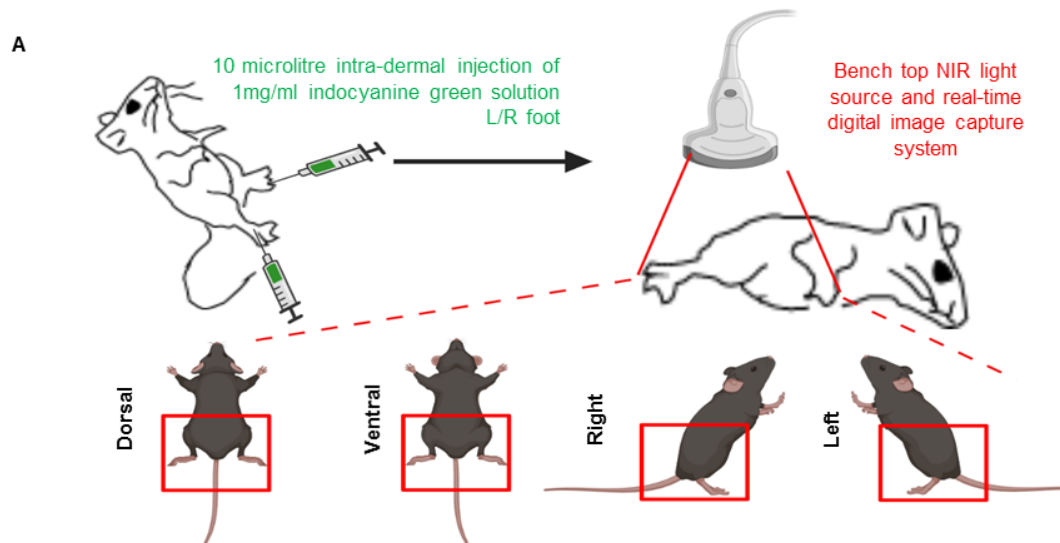 A
10 microlitre intra-dermal injection of
1mg/ml indocyanine green solution
L/R foot
Bench top NIR light
source and real-time
digital image capture
system
Dorsal
Ventral
Right
Left